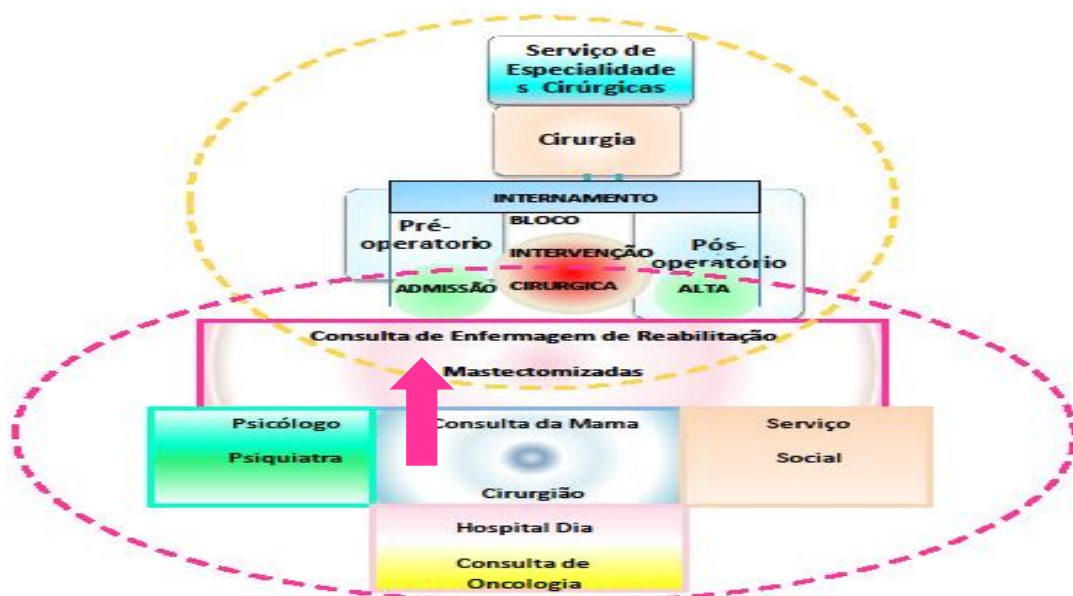 Serviço de
Especialidade
s Cirúrgicas
Cirurgia
INTERNAMENTO
Pré-
operatorio
BLOCO
INTERVENÇÃO
CIRURGICA
Pós-
operatório
ADMISSÃO
ALTA
Consulta de Enfermagem de Reabilitação
Mastectomizadas
Psicólogo
Psiquiatra
Consulta da Mama
Cirurgião
Serviço
Social
Hospital Dia
Consulta de
Oncologia